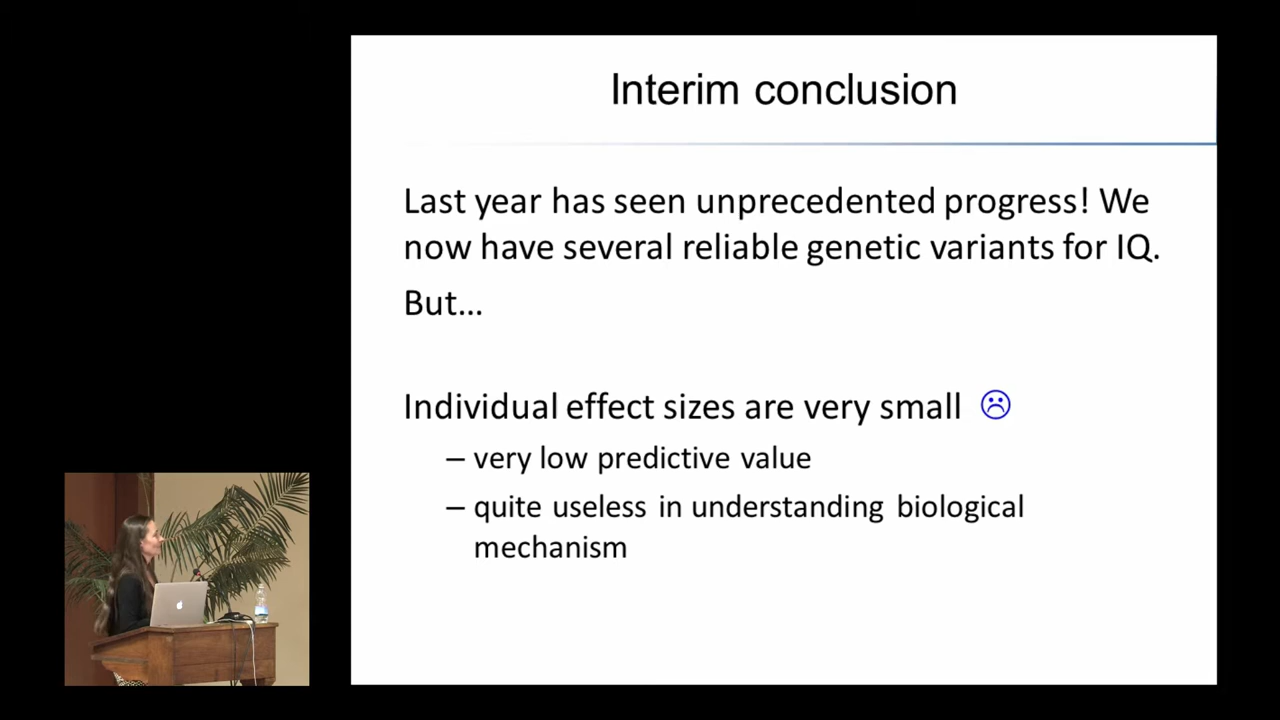 Interim conclusion
Last year has seen unprecedented progress! We
now have several reliable genetic variants for IQ.
But...
Individual effect sizes are very small ☹
– very low predictive value
– quite useless in understanding biological
mechanism